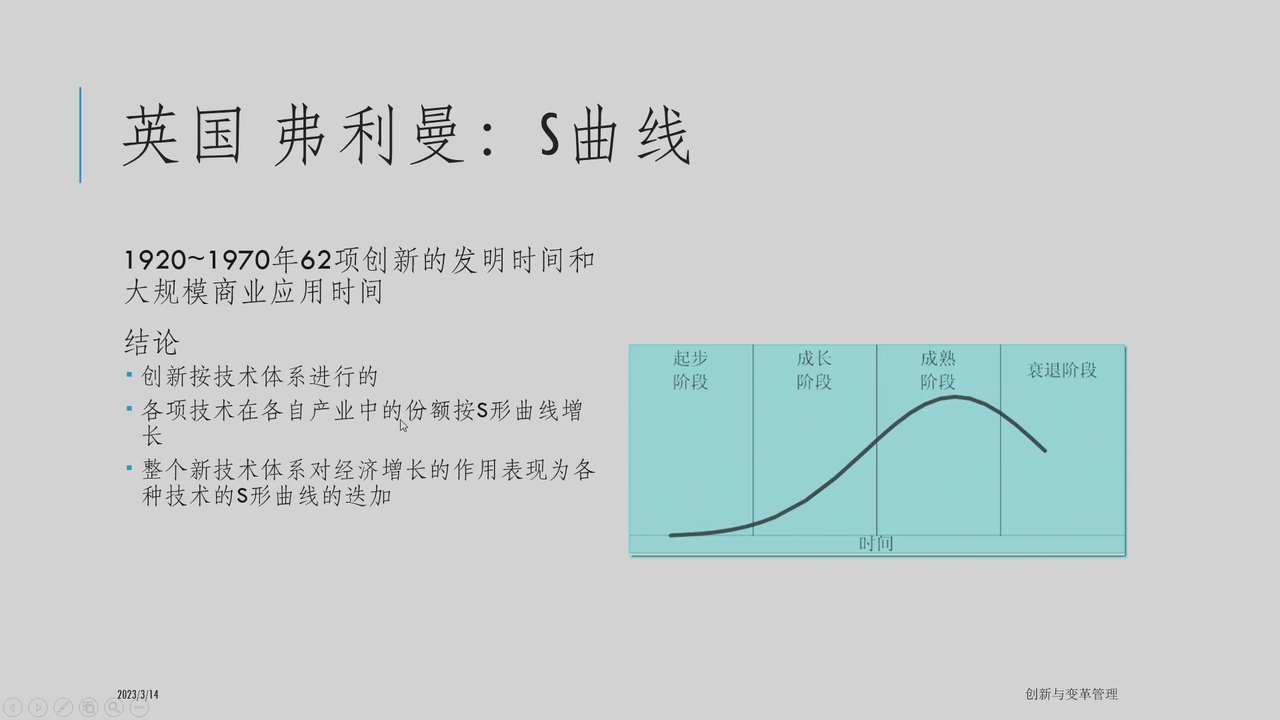 英国 弗利曼：S曲线
1920~1970年62项创新的发明时间和
大规模商业应用时间
结论
创新按技术体系进行的
各项技术在各自产业中的份额按S形曲线增
长
整个新技术体系对经济增长的作用表现为各
种技术的S形曲线的迭加
起步
阶段
成长
阶段
成熟
阶段
衰退阶段
时间
2023/3/14
创新与变革管理